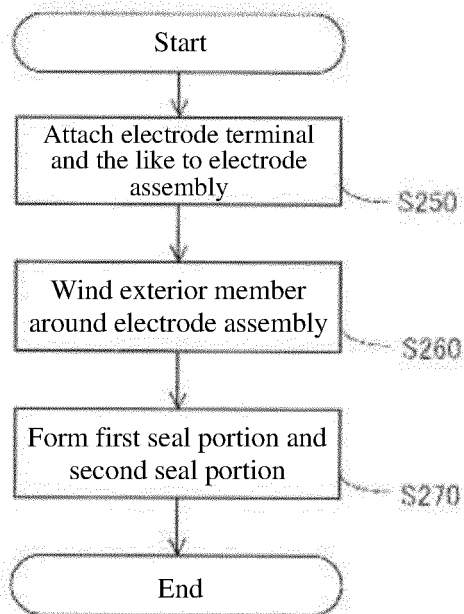 Start
Attach electrode terminal
and the like to electrode
assembly
S250
Wind exterior member
around electrode assembly
S260
Form first seal portion and
second seal portion
S270
End